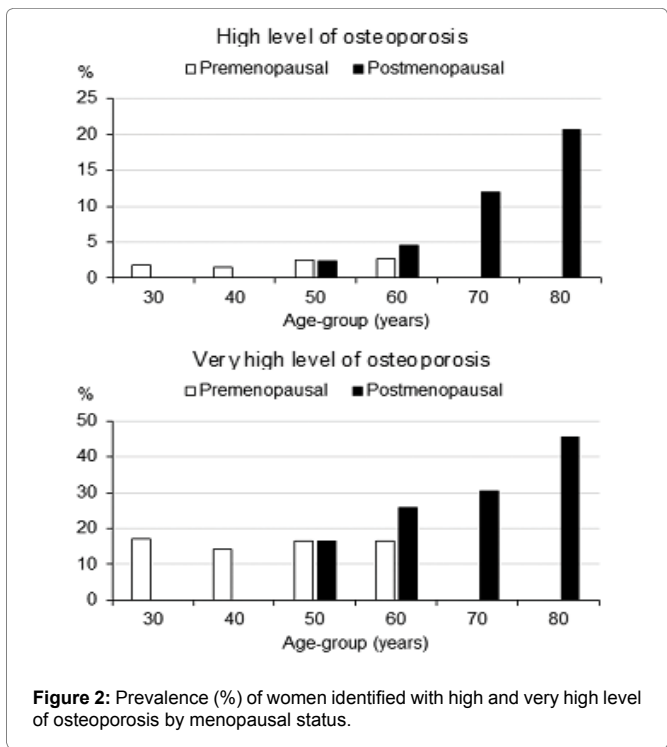 High level of osteoporosis
%
Premenopausal Postmenopausal
25
20
15
10
5
0
30 40 50 60 70 80
Age-group (years)
Very high level of osteoporosis
%
Premenopausal Postmenopausal
50
40
30
20
10
0
30 40 50 60 70 80
Age-group (years)
Figure 2: Prevalence (%) of women identified with high and very high level
of osteoporosis by menopausal status.